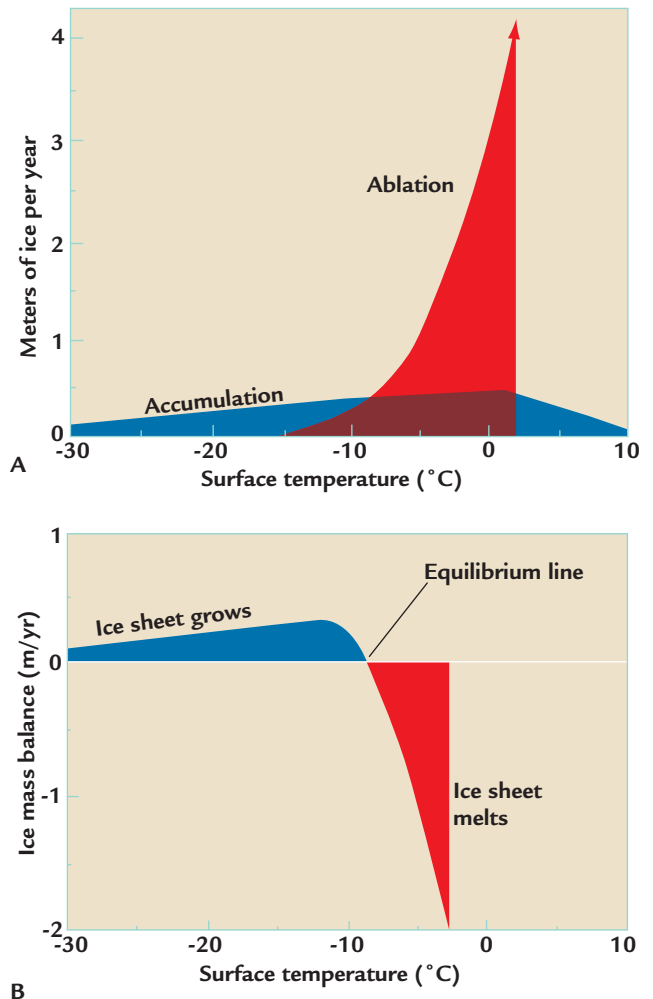 4
3
2
1
0
Meters of ice per year
Ablation
Accumulation
-30
-20
-10
0
10
Surface temperature (˚C)
A
1
0
-1
-2
Ice mass balance (m/yr)
Ice sheet grows
Equilibrium line
Ice sheet
melts
-30
-20
-10
0
10
Surface temperature (˚C)
B